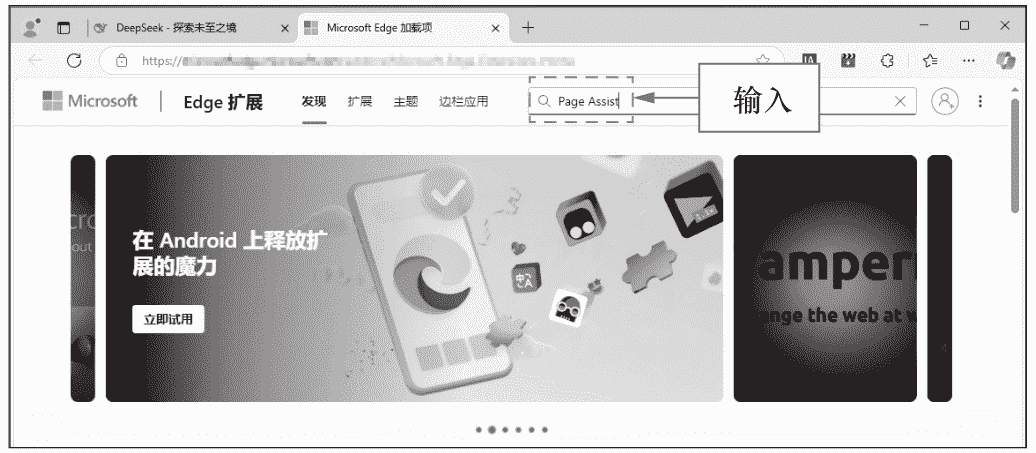 DeepSeek - 探索未至之境
Microsoft Edge 加载项
https://
Microsoft
Edge 扩展
发现
扩展
主题
边栏应用
Page Assist
输入
在 Android 上释放扩
展的魔力
立即试用
1.1x
amper
ange the web at